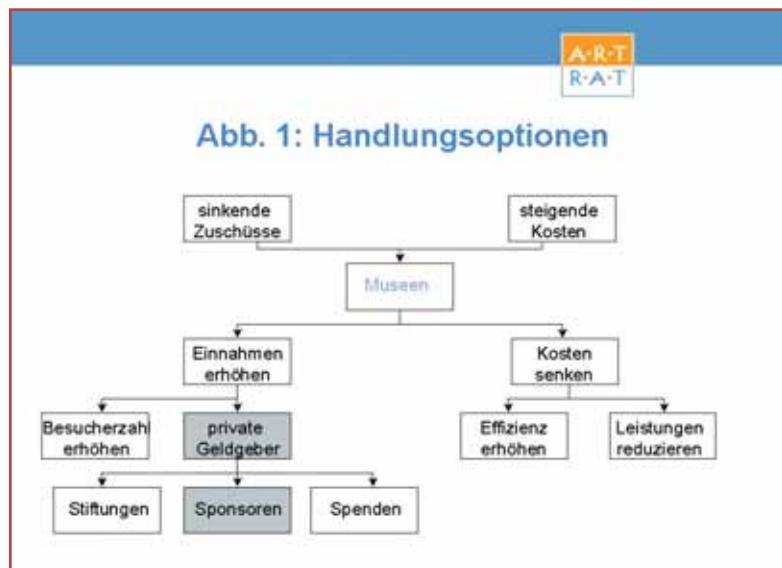 A·R·T
R·A·T
Abb. 1: Handlungsoptionen
sinkende
Zuschüsse
steigende
Kosten
Museen
Einnahmen
erhöhen
Kosten
senken
Besucherzahl
erhöhen
private
Geldgeber
Effizienz
erhöhen
Leistungen
reduzieren
Stiftungen
Sponsoren
Spenden